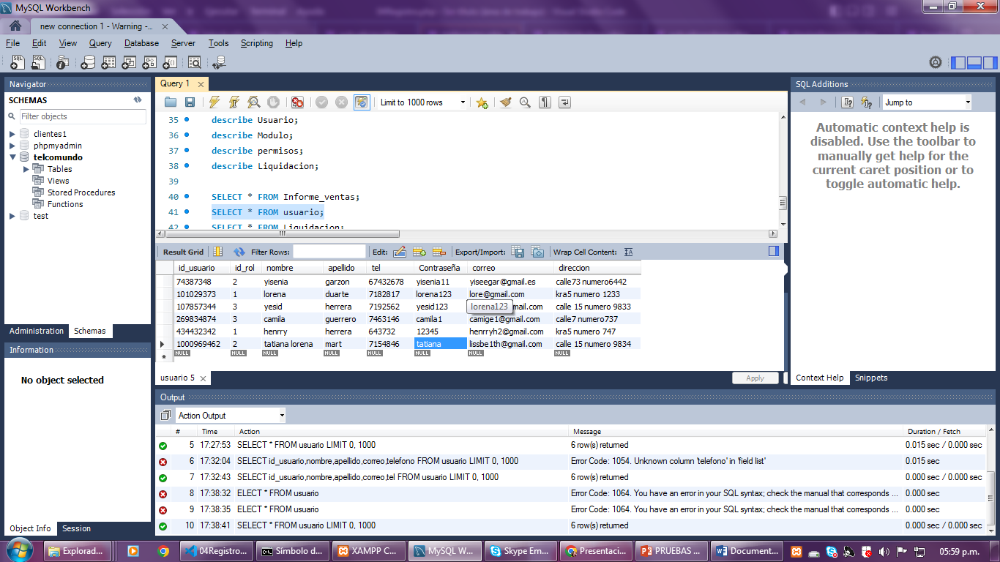 MySQL Workbench
new connection 1 - Warning -... ×
File Edit View Query Database Server Tools Scripting Help
Navigator
SCHEMAS
Filter objects
clientes1
phpmyadmin
telcomundo
Tables
Views
Stored Procedures
Functions
test
Administration Schemas
Information
No object selected
Object Info Session
Query 1 ×
Limit to 1000 rows
35 describe Usuario;
36 describe Modulo;
37 describe permisos;
38 describe Liquidacion;
39
40 SELECT * FROM Informe_ventas;
41 SELECT * FROM usuario;
42 SELECT * FROM Liquidacion;
Result Grid Filter Rows: Edit: Export/Import: Wrap Cell Content:
id_usuario id_rol nombre apellido tel Contraseña correo direccion
74387348 2 yisenia garzon 67432678 yisenia11 yiseegar@gmail.es calle73 numero6442
101029373 1 lorena duarte 7182817 lorena123 lore@gmail.com kra5 numero 1233
107857344 3 yesid herrera 7192562 yesid123 lorena123 mail.com calle 15 numero 9833
269834874 3 camila guerrero 7463146 camila1 camige1@gmail.com calle7 numero737
434432342 1 henrry herrera 643732 12345 henrryh2@gmail.com kra5 numero 747
1000969462 2 tatiana lorena mart 7154846 tatiana lissbe1th@gmail.com calle 15 numero 9834
NULL NULL NULL NULL NULL NULL NULL NULL
usuario 5 × Apply
SQL Additions
Jump to
Automatic context help is
disabled. Use the toolbar to
manually get help for the
current caret position or to
toggle automatic help.
Context Help Snippets
Output
Action Output
# Time Action Message Duration / Fetch
5 17:27:53 SELECT * FROM usuario LIMIT 0, 1000 6 row(s) returned 0.015 sec / 0.000 sec
6 17:32:04 SELECT id_usuario,nombre,apellido,correo,telefono FROM usuario LIMIT 0, 1000 Error Code: 1054. Unknown column 'telefono' in 'field list' 0.015 sec
7 17:32:43 SELECT id_usuario,nombre,apellido,correo,tel FROM usuario LIMIT 0, 1000 6 row(s) returned 0.000 sec / 0.000 sec
8 17:38:32 ELECT * FROM usuario Error Code: 1064. You have an error in your SQL syntax; check the manual that corresponds ... 0.000 sec
9 17:38:35 ELECT * FROM usuario Error Code: 1064. You have an error in your SQL syntax; check the manual that corresponds ... 0.000 sec
10 17:38:41 SELECT * FROM usuario LIMIT 0, 1000 6 row(s) returned 0.000 sec / 0.000 sec
Explorad... 04Registro... Símbolo d... XAMPP C... MySQL W... Skype Em... Presentaci... PRUEBAS ... Document... 05:59 p.m.